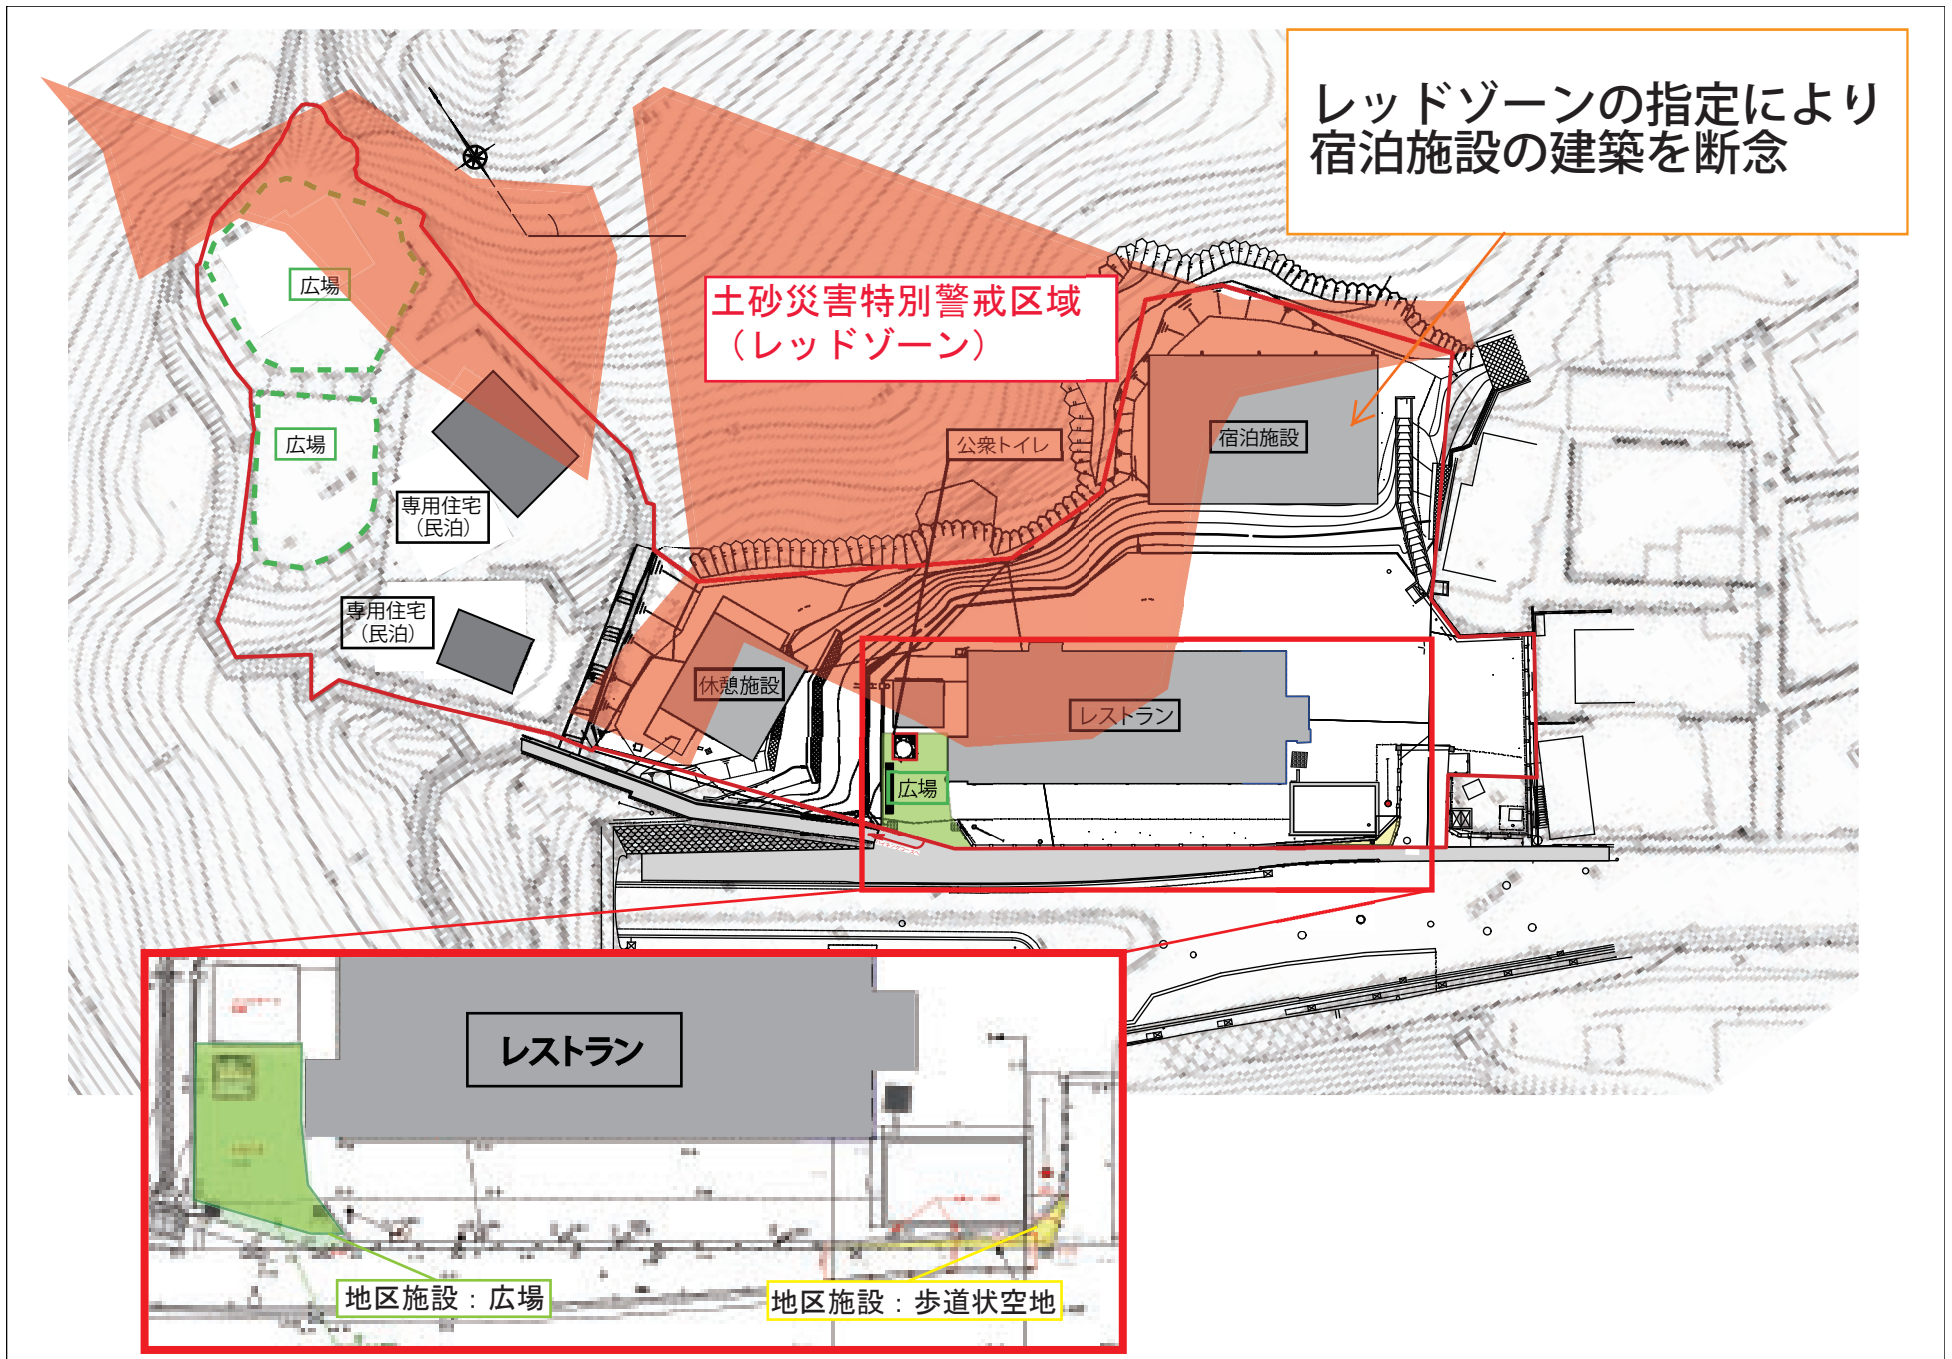 レッドゾーンの指定により
宿泊施設の建築を断念
土砂災害特別警戒区域
（レッドゾーン）
広場
広場
専用住宅
（民泊）
専用住宅
（民泊）
公衆トイレ
宿泊施設
休憩施設
レストラン
広場
レストラン
地区施設：広場
地区施設：歩道状空地